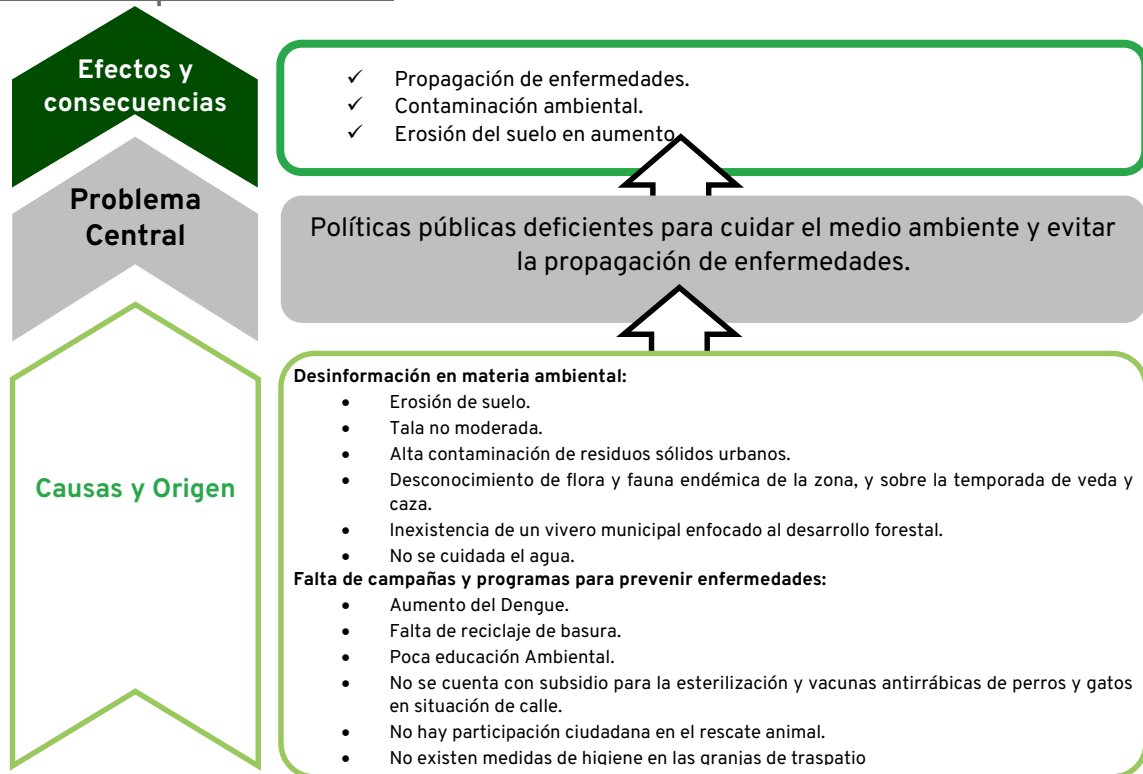 Efectos y
consecuencias
✓ Propagación de enfermedades.
✓ Contaminación ambiental.
✓ Erosión del suelo en aumento.
Problema
Central
Políticas públicas deficientes para cuidar el medio ambiente y evitar
la propagación de enfermedades.
Causas y Origen
Desinformación en materia ambiental:
• Erosión de suelo.
• Tala no moderada.
• Alta contaminación de residuos sólidos urbanos.
• Desconocimiento de flora y fauna endémica de la zona, y sobre la temporada de veda y
caza.
• Inexistencia de un vivero municipal enfocado al desarrollo forestal.
• No se cuidada el agua.
Falta de campañas y programas para prevenir enfermedades:
• Aumento del Dengue.
• Falta de reciclaje de basura.
• Poca educación Ambiental.
• No se cuenta con subsidio para la esterilización y vacunas antirrábicas de perros y gatos
en situación de calle.
• No hay participación ciudadana en el rescate animal.
• No existen medidas de higiene en las granjas de traspatio